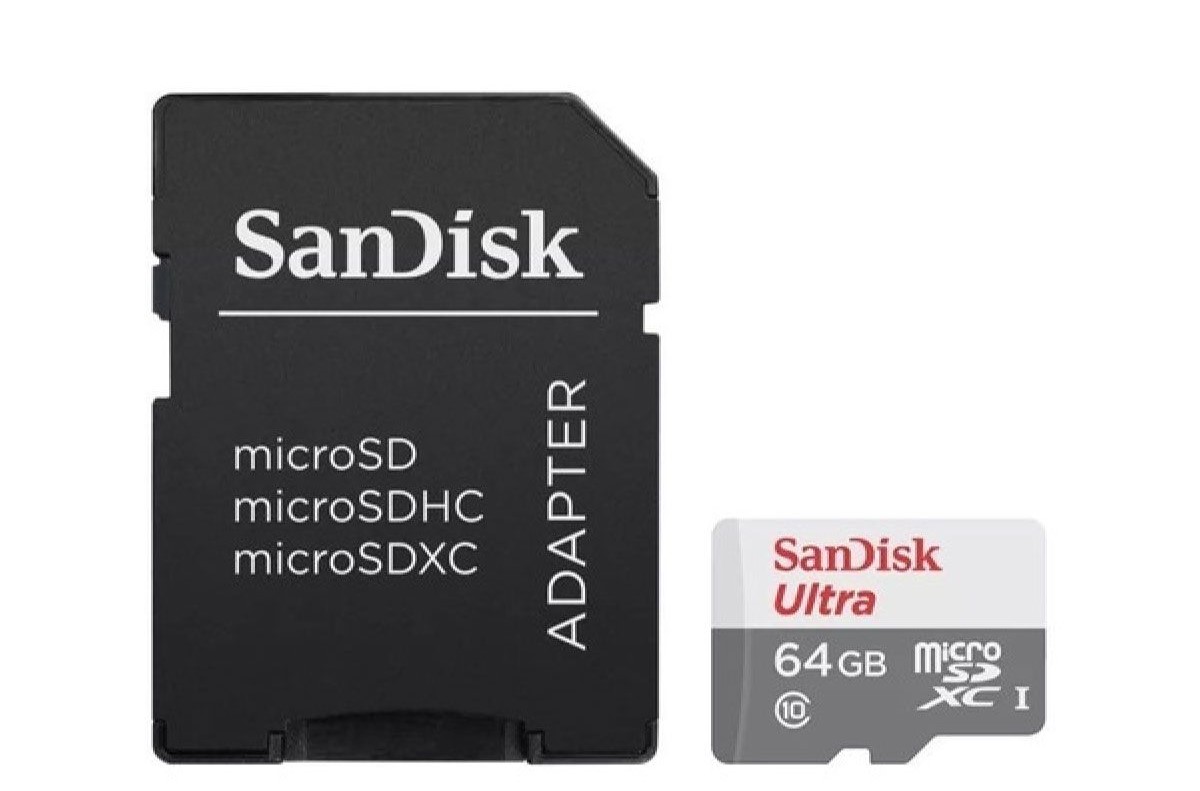 SanDisk
microSD
microSDHC
microSDXC
ADAPTER
SanDisk
Ultra
64GB
10
micro
SD
XC I